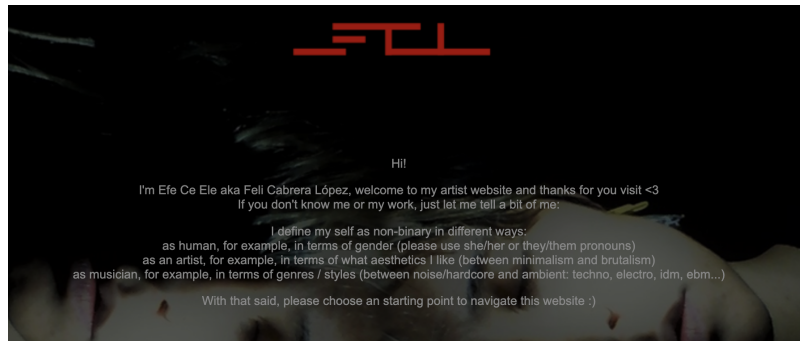 FCL
Hi!
I'm Efe Ce Ele aka Feli Cabrera López, welcome to my artist website and thanks for you visit <3
If you don't know me or my work, just let me tell a bit of me:
I define my self as non-binary in different ways:
as human, for example, in terms of gender (please use she/her or they/them pronouns)
as an artist, for example, in terms of what aesthetics I like (between minimalism and brutalism)
as musician, for example, in terms of genres / styles (between noise/hardcore and ambient: techno, electro, idm, ebm...)
With that said, please choose an starting point to navigate this website :)